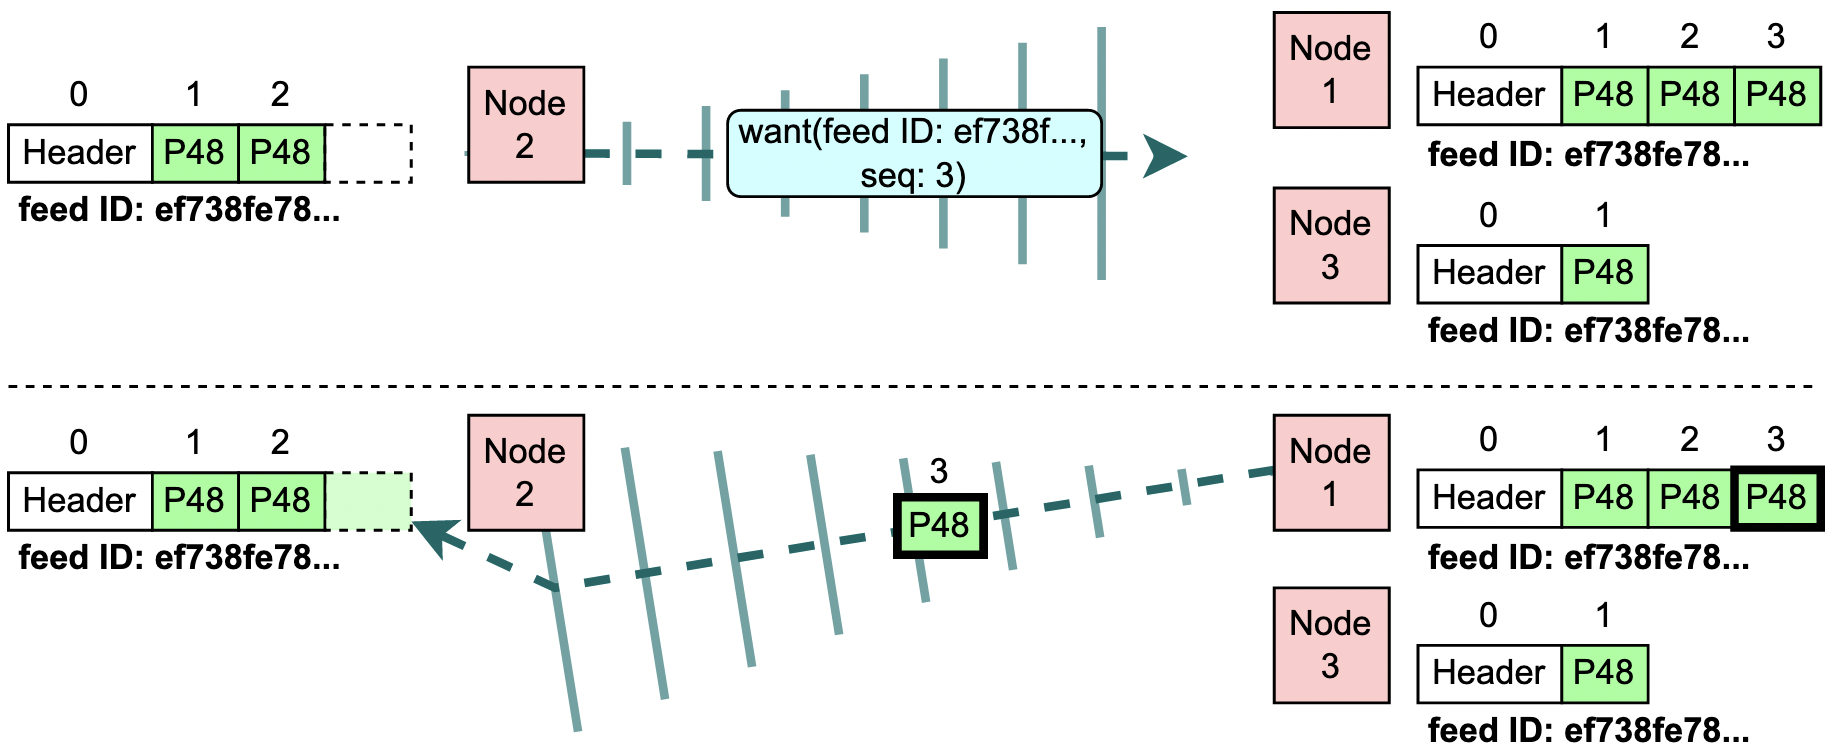 0 1 2
Header P48 P48
feed ID: ef738fe78...
Node
2
want(feed ID: ef738f...,
seq: 3)
Node
1
0 1 2 3
Header P48 P48 P48
feed ID: ef738fe78...
Node
3
0 1
Header P48
feed ID: ef738fe78...
0 1 2
Header P48 P48
feed ID: ef738fe78...
Node
2
3
P48
Node
1
0 1 2 3
Header P48 P48 P48
feed ID: ef738fe78...
Node
3
0 1
Header P48
feed ID: ef738fe78...